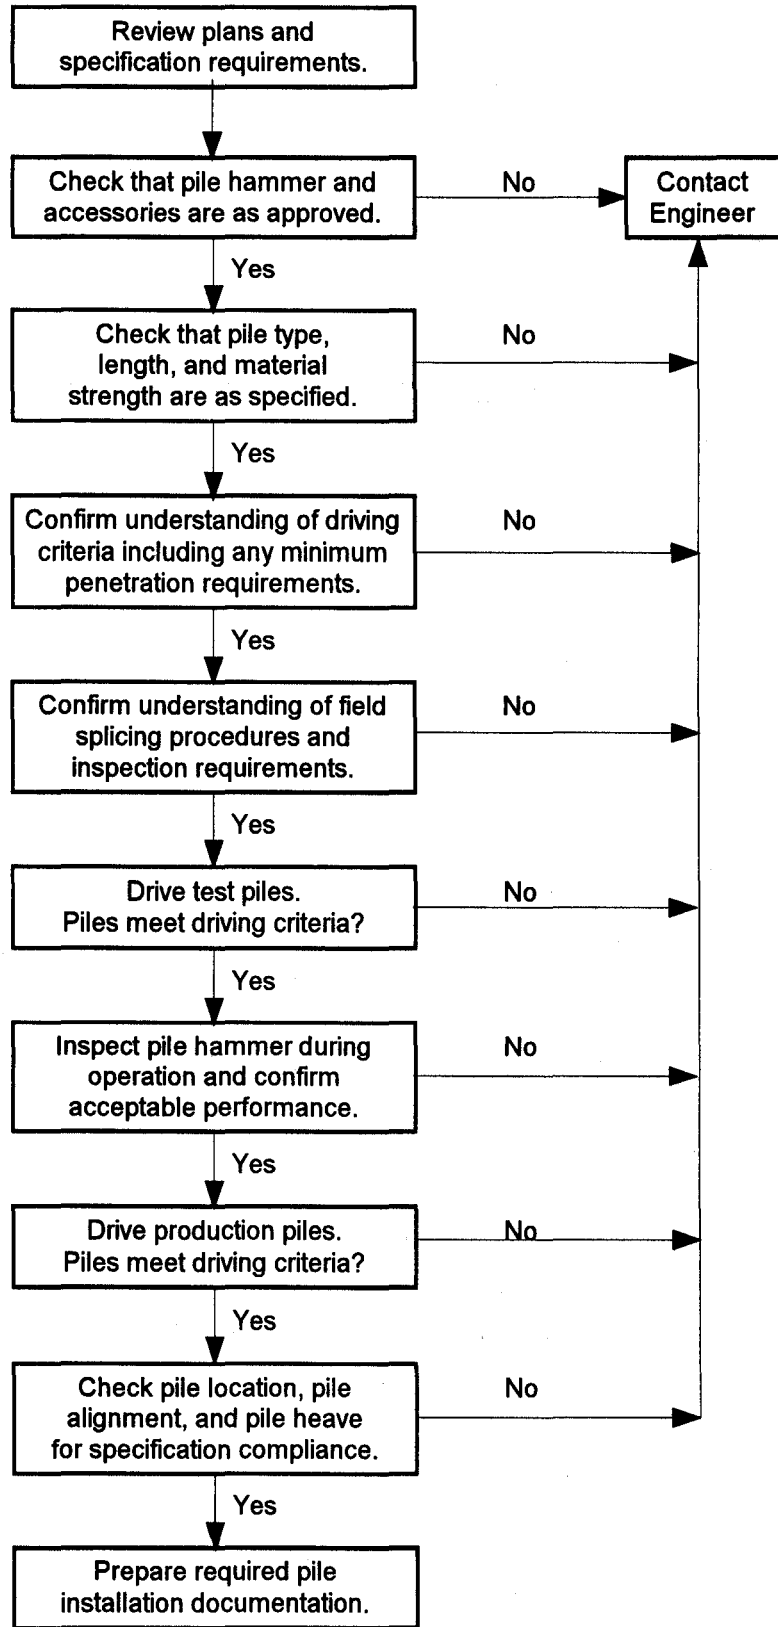 Review plans and
specification requirements.
Check that pile hammer and
accessories are as approved.
No
Contact
Engineer
Yes
Check that pile type,
length, and material
strength are as specified.
No
Yes
Confirm understanding of driving
criteria including any minimum
penetration requirements.
No
Yes
Confirm understanding of field
splicing procedures and
inspection requirements.
No
Yes
Drive test piles.
Piles meet driving criteria?
No
Yes
Inspect pile hammer during
operation and confirm
acceptable performance.
No
Yes
Drive production piles.
Piles meet driving criteria?
No
Yes
Check pile location, pile
alignment, and pile heave
for specification compliance.
No
Yes
Prepare required pile
installation documentation.